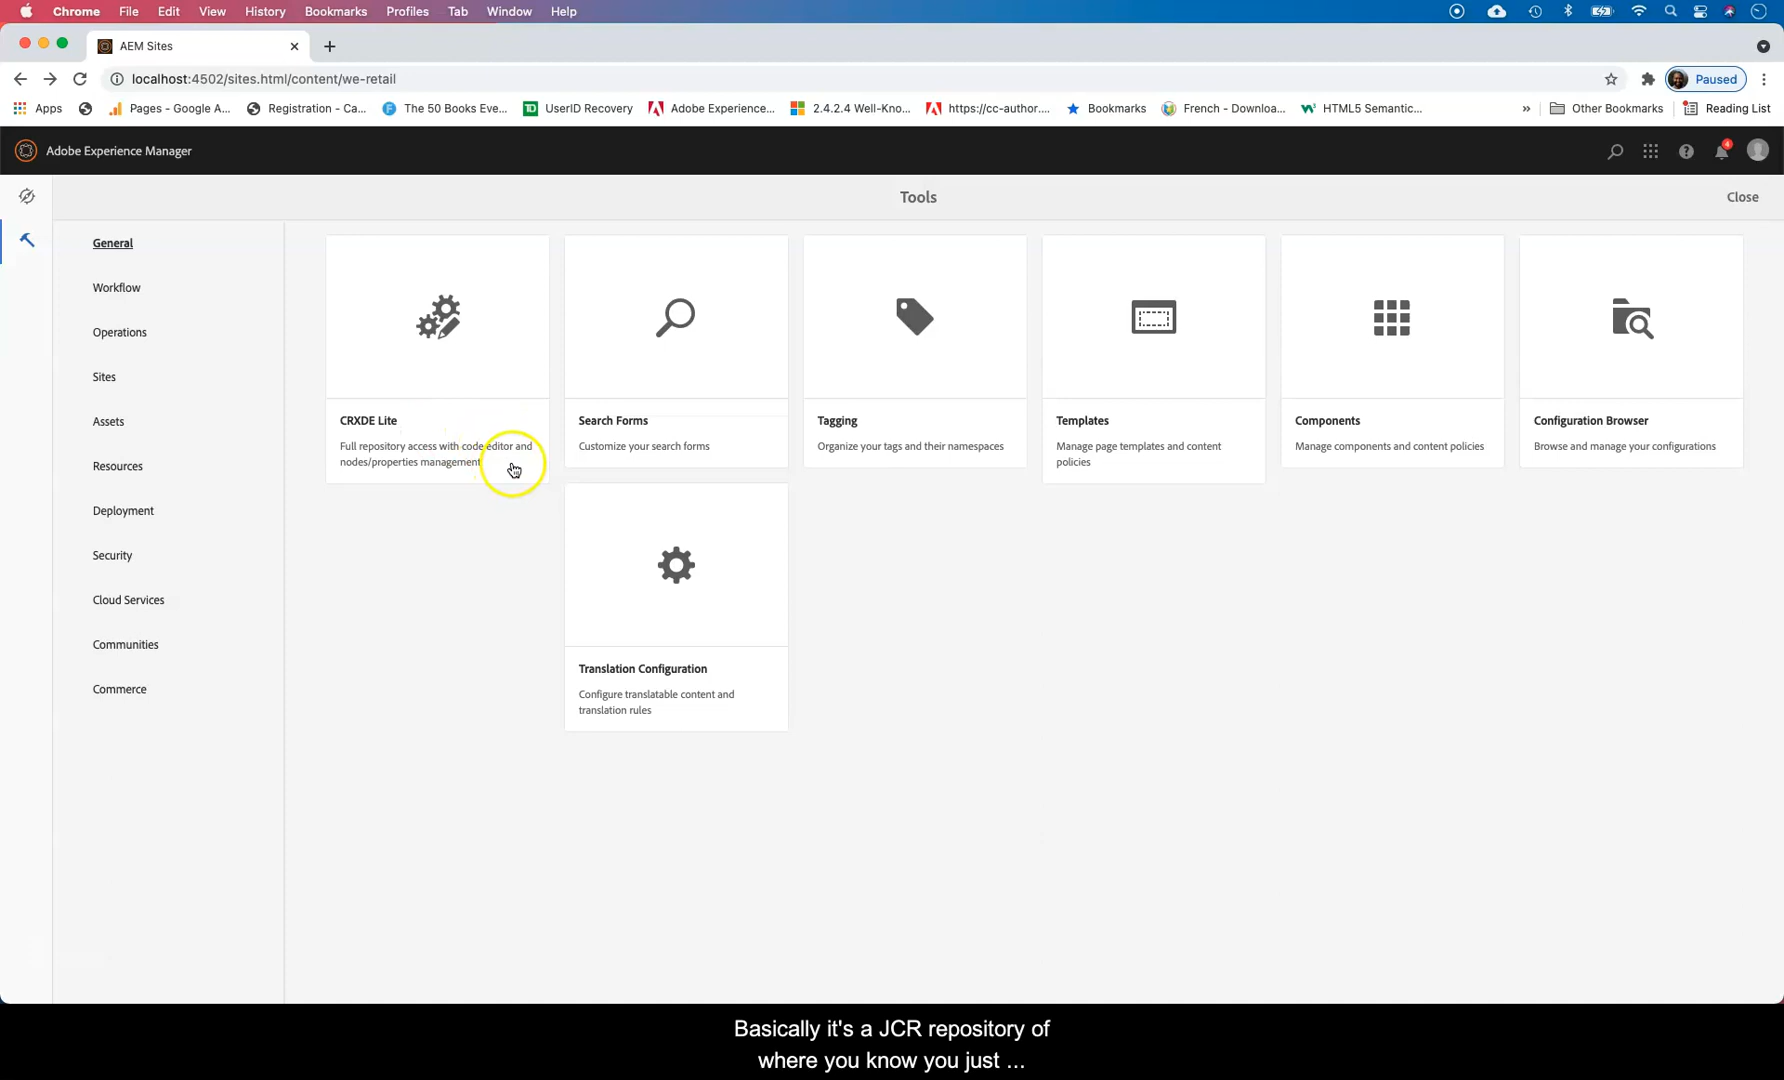 Chrome File Edit View History Bookmarks Profiles Tab Window Help
AEM Sites
localhost:4502/sites.html/content/we-retail
Paused
Apps Pages - Google A... Registration - Ca... The 50 Books Eve... UserID Recovery Adobe Experience... 2.4.2.4 Well-Kno... https://cc-author.... Bookmarks French - Downloa... HTML5 Semantic... » Other Bookmarks Reading List
Adobe Experience Manager
4
Tools
Close
General
Workflow
Operations
Sites
Assets
Resources
Deployment
Security
Cloud Services
Communities
Commerce
CRXDE Lite
Full repository access with code editor and
nodes/properties management
Search Forms
Customize your search forms
Tagging
Organize your tags and their namespaces
Templates
Manage page templates and content
policies
Components
Manage components and content policies
Configuration Browser
Browse and manage your configurations
Translation Configuration
Configure translatable content and
translation rules
Basically it's a JCR repository of
where you know you just ...